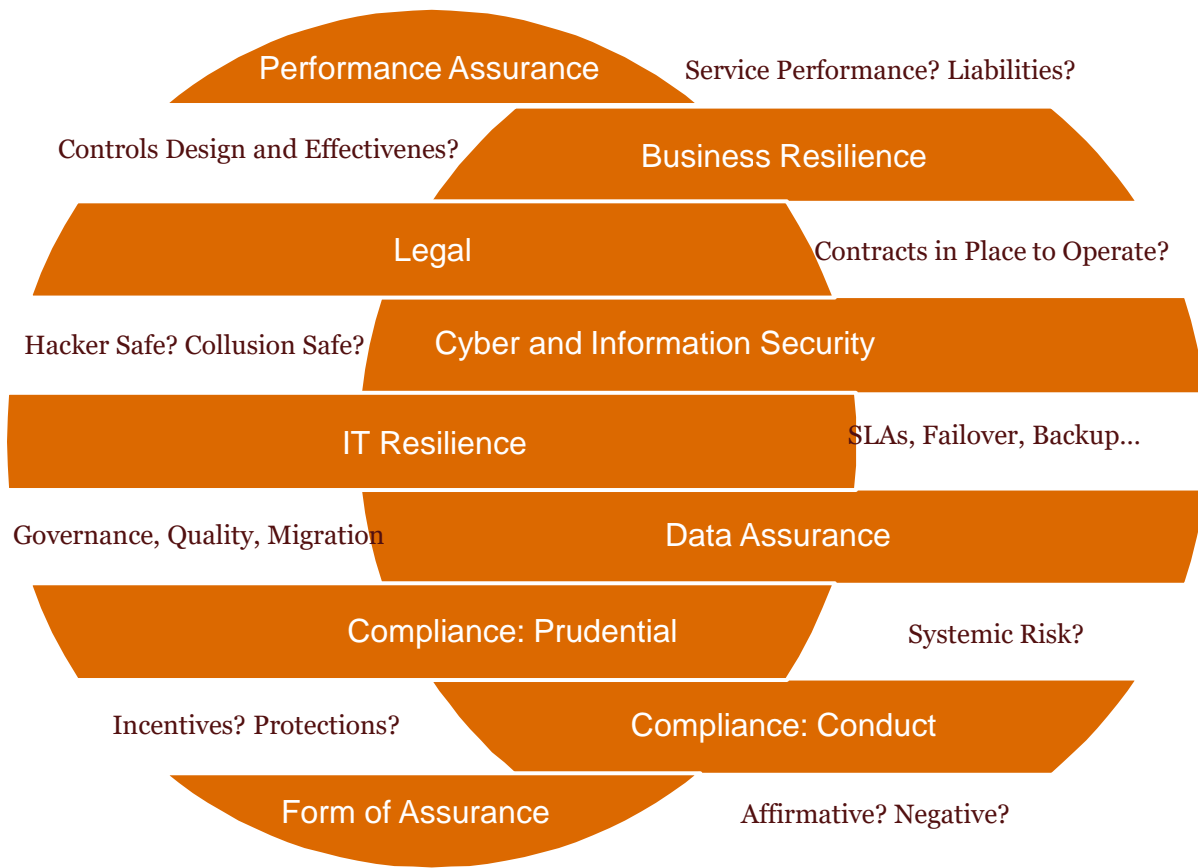 Performance Assurance
Service Performance? Liabilities?
Controls Design and Effectivenes?
Business Resilience
Legal
Contracts in Place to Operate?
Hacker Safe? Collusion Safe?
Cyber and Information Security
IT Resilience
SLAs, Failover, Backup...
Governance, Quality, Migration
Data Assurance
Compliance: Prudential
Systemic Risk?
Incentives? Protections?
Compliance: Conduct
Form of Assurance
Affirmative? Negative?